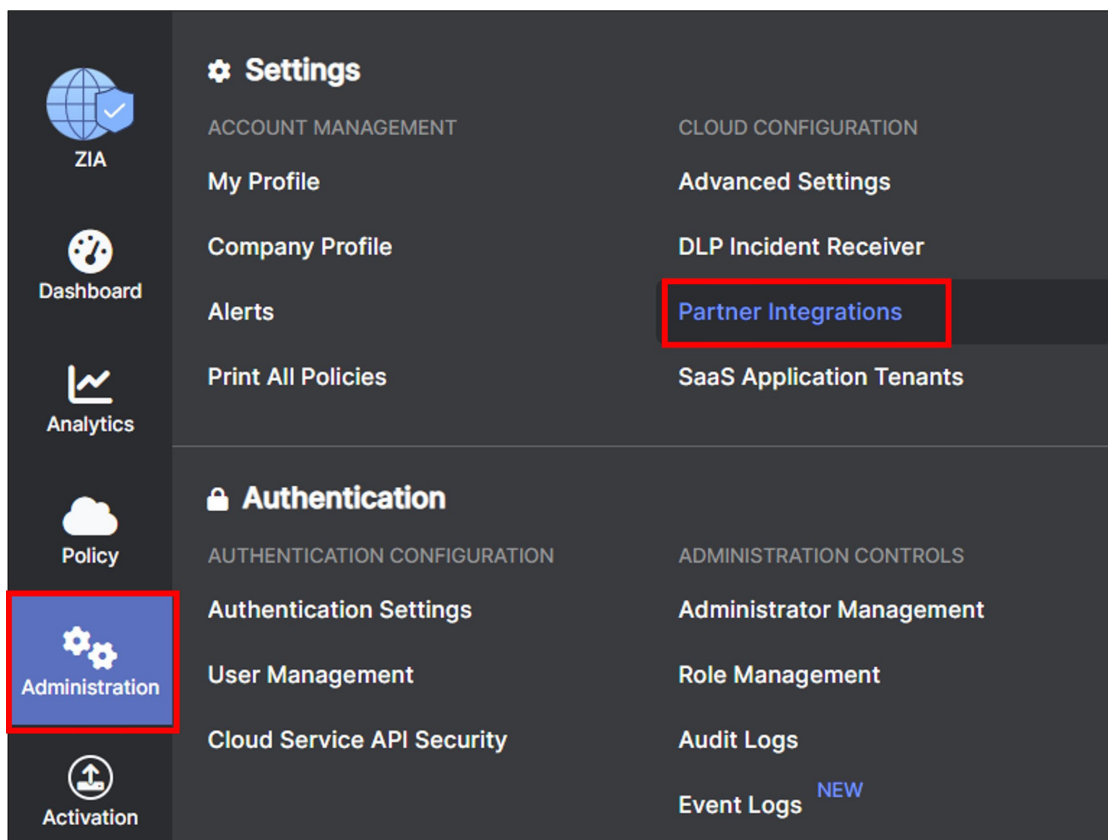 ZIA
Dashboard
Analytics
Policy
Administration
Activation
Settings
ACCOUNT MANAGEMENT
My Profile
Company Profile
Alerts
Print All Policies
CLOUD CONFIGURATION
Advanced Settings
DLP Incident Receiver
Partner Integrations
SaaS Application Tenants
Authentication
AUTHENTICATION CONFIGURATION
Authentication Settings
User Management
Cloud Service API Security
ADMINISTRATION CONTROLS
Administrator Management
Role Management
Audit Logs
Event Logs NEW